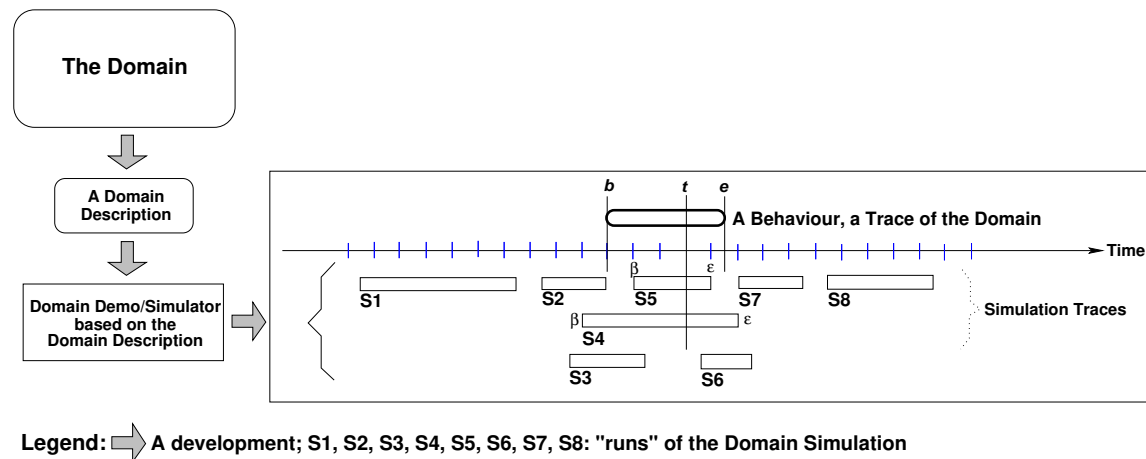 The Domain
A Domain
Description
Domain Demo/Simulator
based on the
Domain Description
b t e
A Behaviour, a Trace of the Domain
Time
β ε
S1 S2 S5 S7 S8
Simulation Traces
β ε
S4
S3 S6
Legend: A development; S1, S2, S3, S4, S5, S6, S7, S8: "runs" of the Domain Simulation